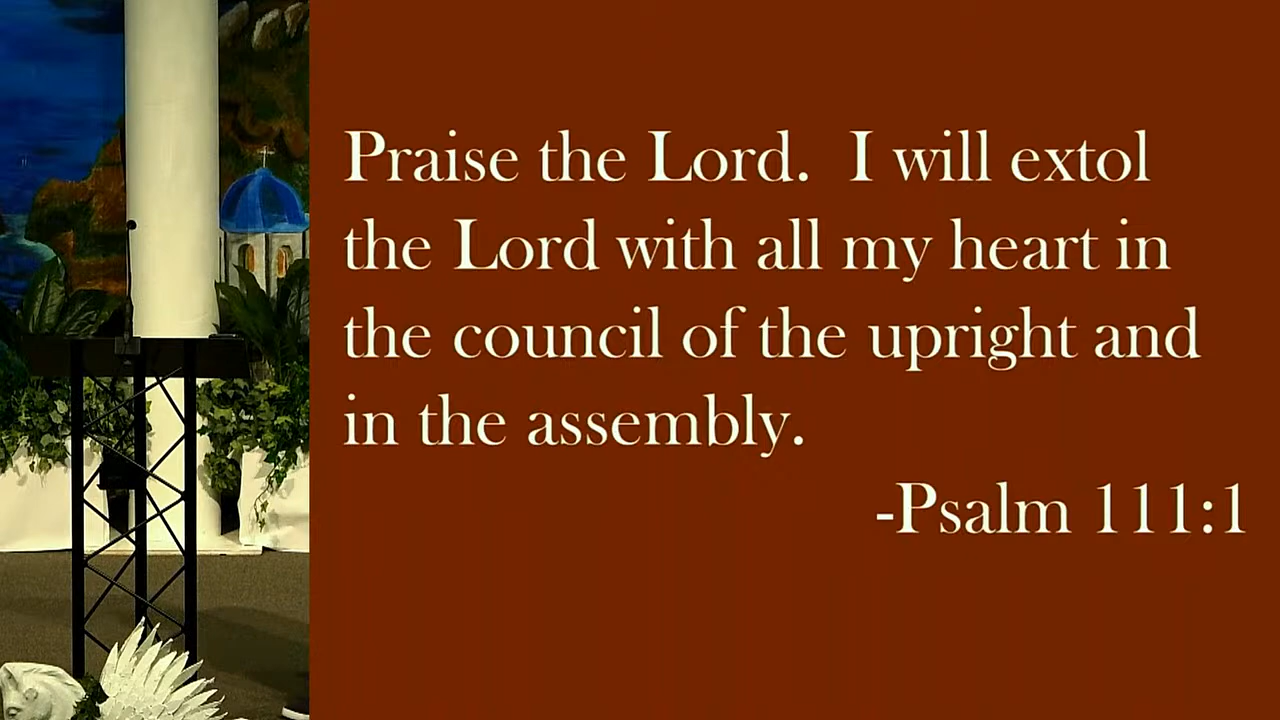 Praise the Lord.  I will extol
the Lord with all my heart in
the council of the upright and
in the assembly.
-Psalm 111:1